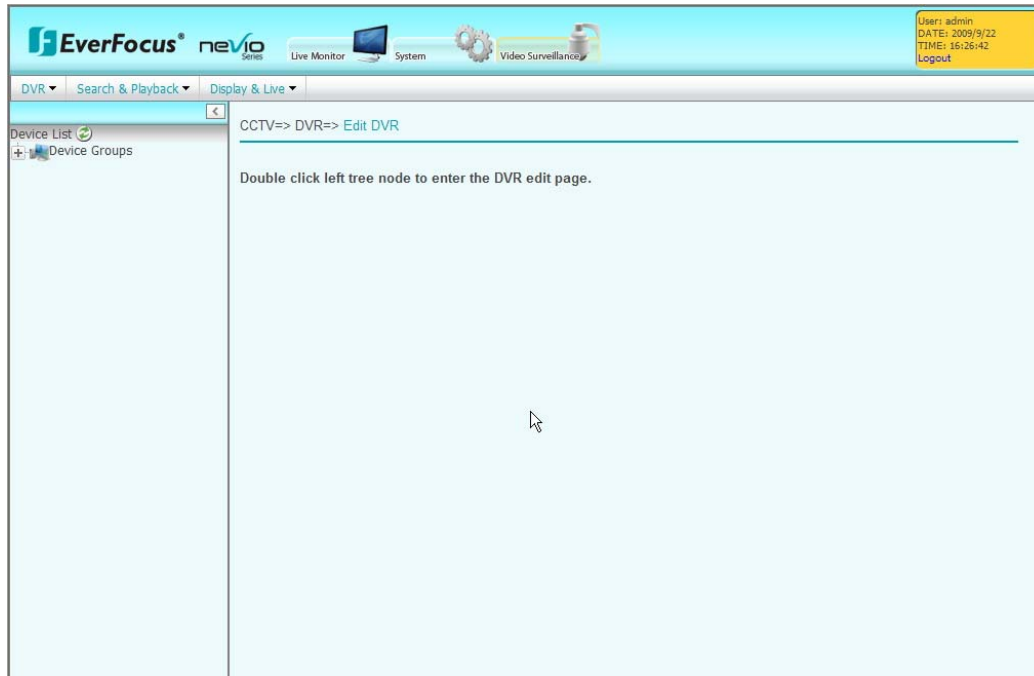 EverFocus® nevio Series
Live Monitor
System
Video Surveillance
User: admin
DATE: 2009/9/22
TIME: 16:26:42
Logout
DVR Search & Playback Display & Live
Device List
Device Groups
CCTV=> DVR=> Edit DVR
Double click left tree node to enter the DVR edit page.